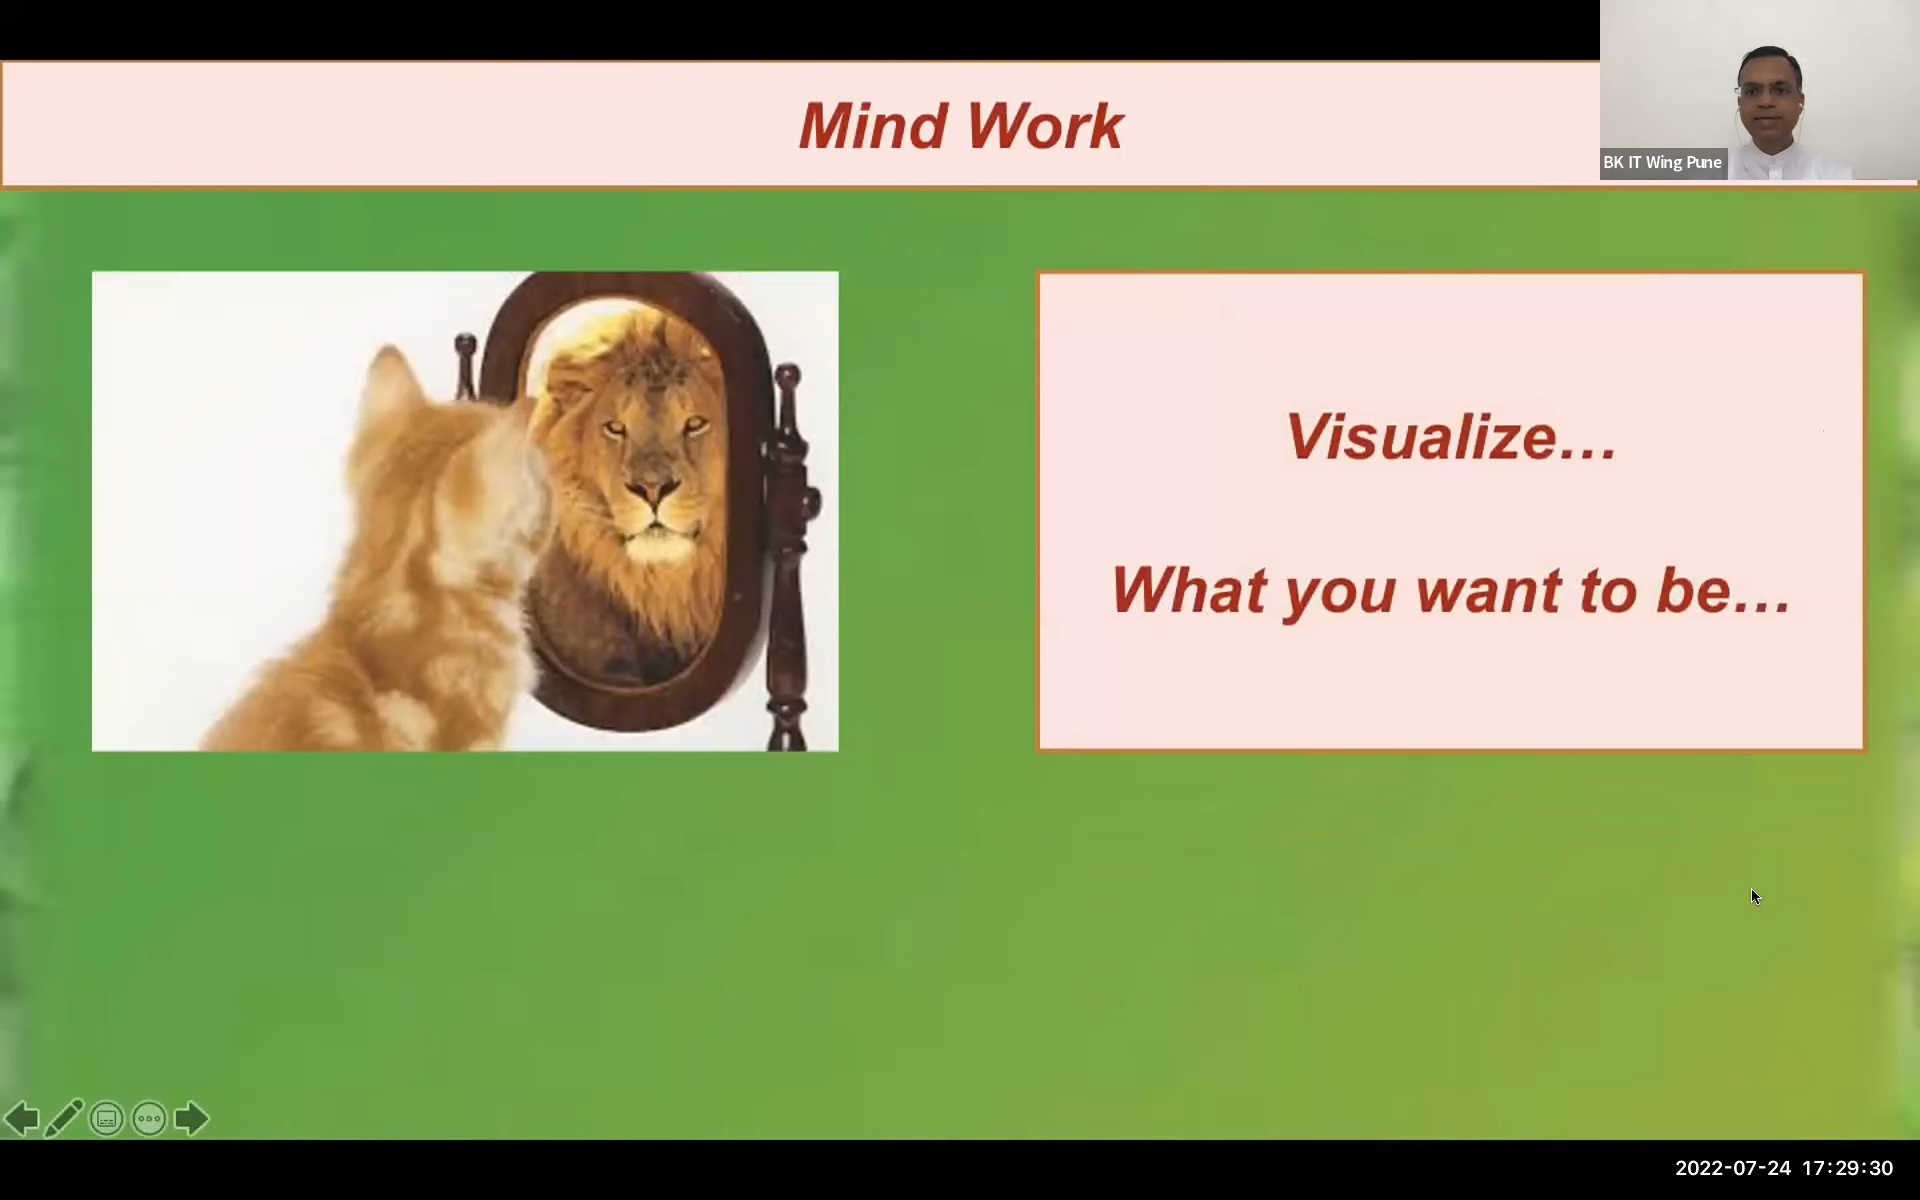 Mind Work
BK IT Wing Pune
Visualize...
What you want to be...
2022-07-24 17:29:30